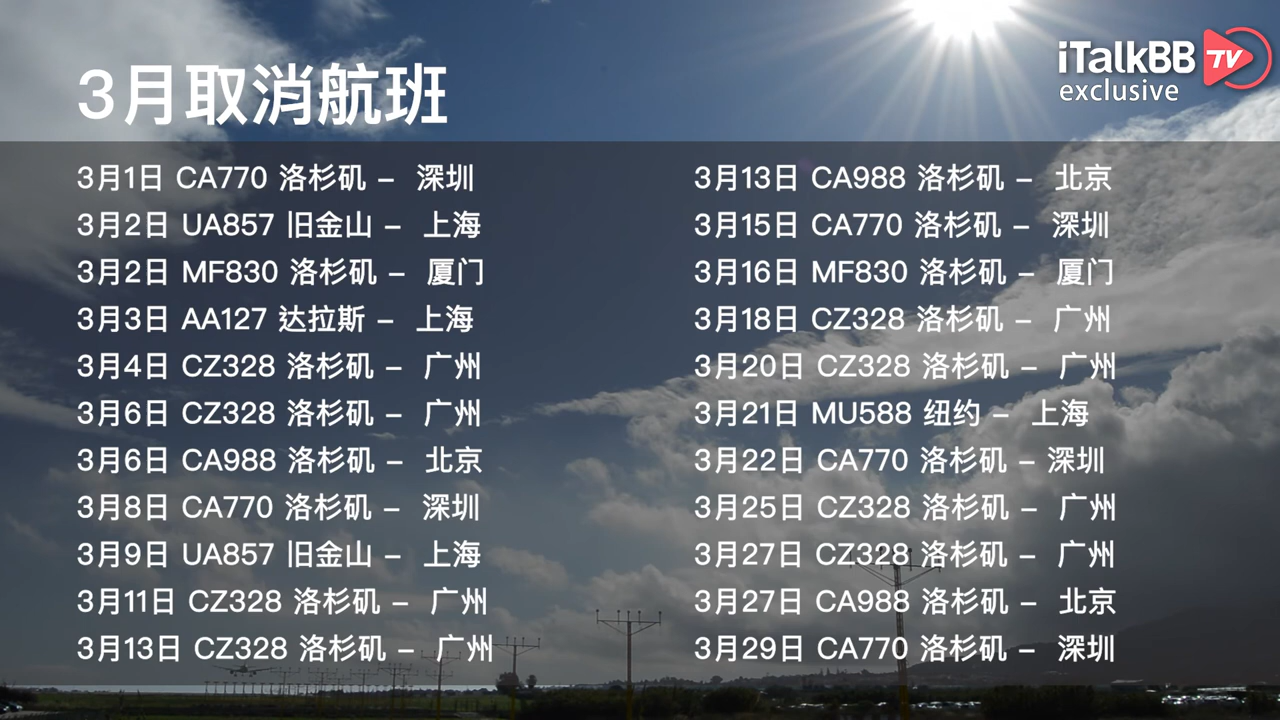 iTalkBB TV
exclusive
3月取消航班
3月1日 CA770 洛杉矶 – 深圳
3月2日 UA857 旧金山 – 上海
3月2日 MF830 洛杉矶 – 厦门
3月3日 AA127 达拉斯 – 上海
3月4日 CZ328 洛杉矶 – 广州
3月6日 CZ328 洛杉矶 – 广州
3月6日 CA988 洛杉矶 – 北京
3月8日 CA770 洛杉矶 – 深圳
3月9日 UA857 旧金山 – 上海
3月11日 CZ328 洛杉矶 – 广州
3月13日 CZ328 洛杉矶 – 广州
3月13日 CA988 洛杉矶 – 北京
3月15日 CA770 洛杉矶 – 深圳
3月16日 MF830 洛杉矶 – 厦门
3月18日 CZ328 洛杉矶 – 广州
3月20日 CZ328 洛杉矶 – 广州
3月21日 MU588 纽约 – 上海
3月22日 CA770 洛杉矶 – 深圳
3月25日 CZ328 洛杉矶 – 广州
3月27日 CZ328 洛杉矶 – 广州
3月27日 CA988 洛杉矶 – 北京
3月29日 CA770 洛杉矶 – 深圳